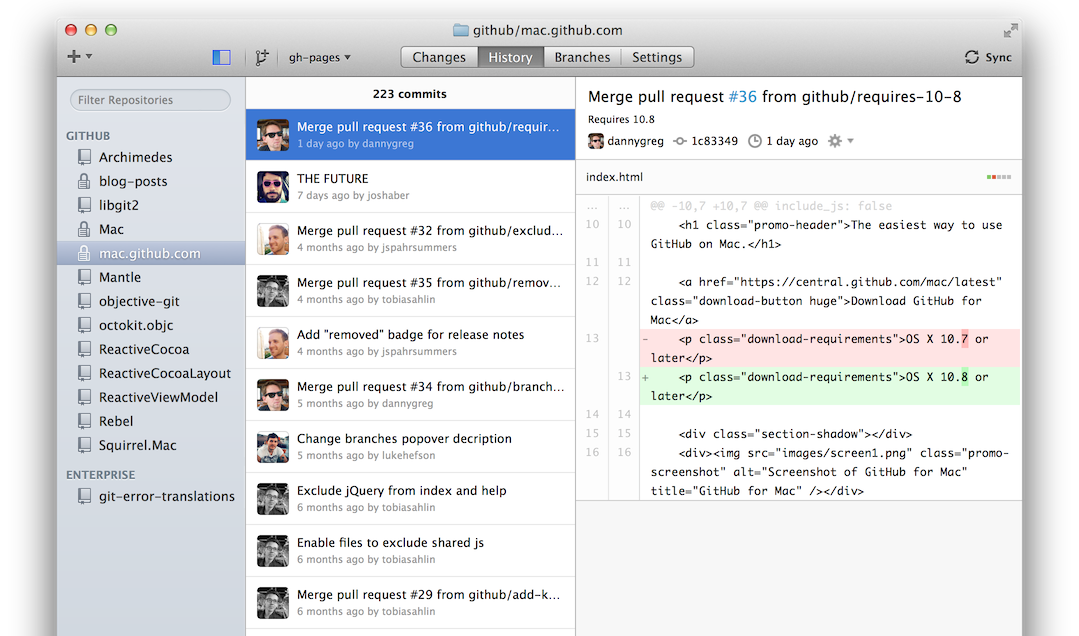 github/mac.github.com
gh-pages
Changes History Branches Settings
Sync
Filter Repositories
GITHUB
Archimedes
blog-posts
libgit2
Mac
mac.github.com
Mantle
objective-git
octokit.objc
ReactiveCocoa
ReactiveCocoaLayout
ReactiveViewModel
Rebel
Squirrel.Mac
ENTERPRISE
git-error-translations
223 commits
Merge pull request #36 from github/requir...
1 day ago by dannygreg
THE FUTURE
7 days ago by joshaber
Merge pull request #32 from github/exclud...
4 months ago by jspahrsummers
Merge pull request #35 from github/remov...
4 months ago by tobiasahlin
Add "removed" badge for release notes
4 months ago by jspahrsummers
Merge pull request #34 from github/branch...
5 months ago by dannygreg
Change branches popover decription
5 months ago by lukehefson
Exclude jQuery from index and help
6 months ago by tobiasahlin
Enable files to exclude shared js
6 months ago by tobiasahlin
Merge pull request #29 from github/add-k...
6 months ago by tobiasahlin
Merge pull request #36 from github/requires-10-8
Requires 10.8
dannygreg 1c83349 1 day ago
index.html
... ... @@ -10,7 +10,7 @@ include_js: false
10 10 <h1 class="promo-header">The easiest way to use
GitHub on Mac.</h1>
11 11
12 12 <a href="https://central.github.com/mac/latest"
class="download-button huge">Download GitHub for
Mac</a>
13 - <p class="download-requirements">OS X 10.7 or
later</p>
13 + <p class="download-requirements">OS X 10.8 or
later</p>
14 14
15 15 <div class="section-shadow"></div>
16 16 <div><img src="images/screen1.png" class="promo-
screenshot" alt="Screenshot of GitHub for Mac"
title="GitHub for Mac" /></div>